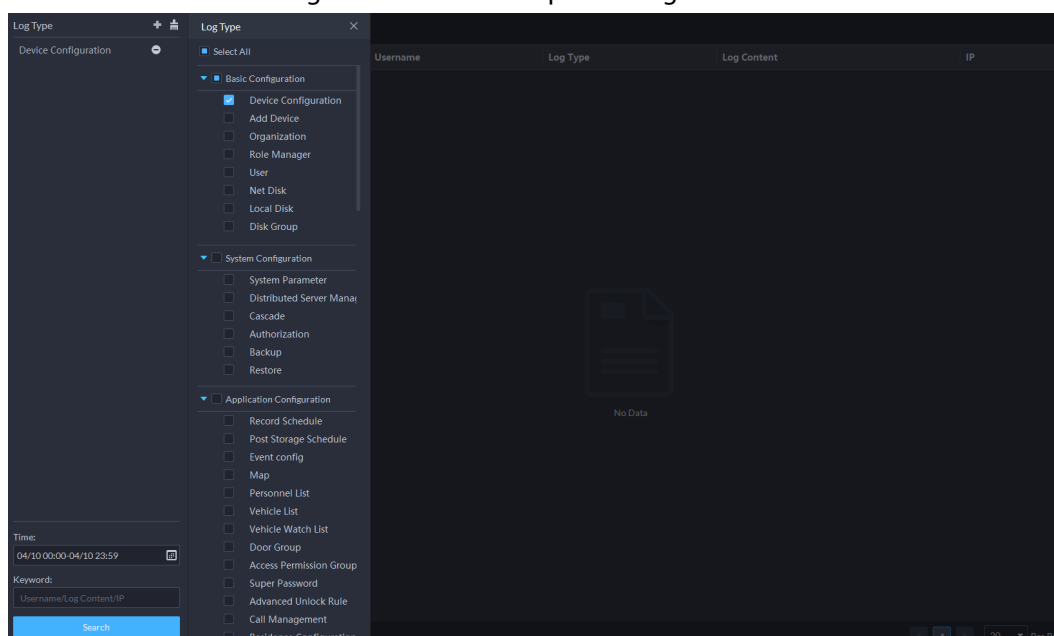 Log Type
Device Configuration
Time:
04/10 00:00-04/10 23:59
Keyword:
Username/Log Content/IP
Search
Log Type
Select All
Basic Configuration
Device Configuration
Add Device
Organization
Role Manager
User
Net Disk
Local Disk
Disk Group
System Configuration
System Parameter
Distributed Server Manag
Cascade
Authorization
Backup
Restore
Application Configuration
Record Schedule
Post Storage Schedule
Event config
Map
Personnel List
Vehicle List
Vehicle Watch List
Door Group
Access Permission Group
Super Password
Advanced Unlock Rule
Call Management
Residence Configuration
Username Log Type Log Content IP
No Data
20